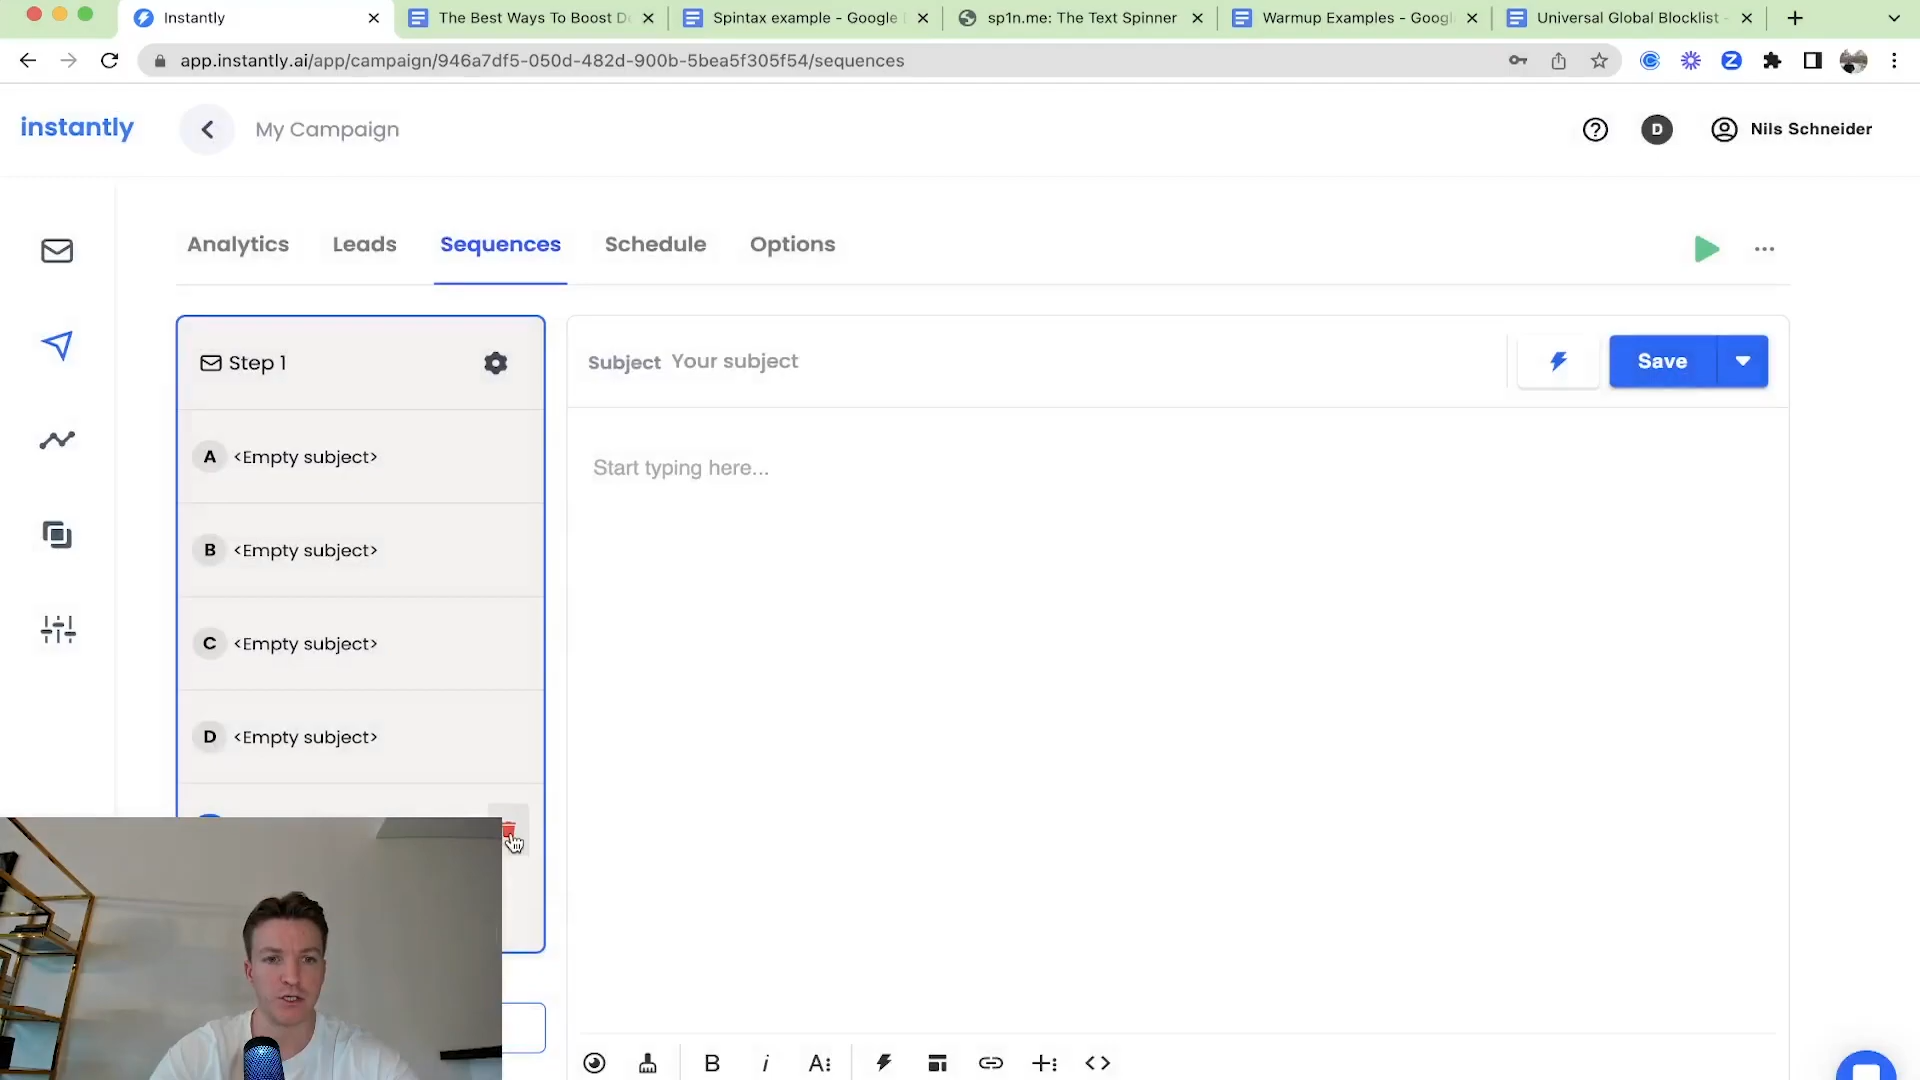 Instantly
The Best Ways To Boost D
Spintax example - Google
sp1n.me: The Text Spinner
Warmup Examples - Googl
Universal Global Blocklist -
app.instantly.ai/app/campaign/946a7df5-050d-482d-900b-5bea5f305f54/sequences
instantly
My Campaign
D
Nils Schneider
Analytics
Leads
Sequences
Schedule
Options
Step 1
Subject Your subject
Save
A <Empty subject>
Start typing here...
B <Empty subject>
C <Empty subject>
D <Empty subject>